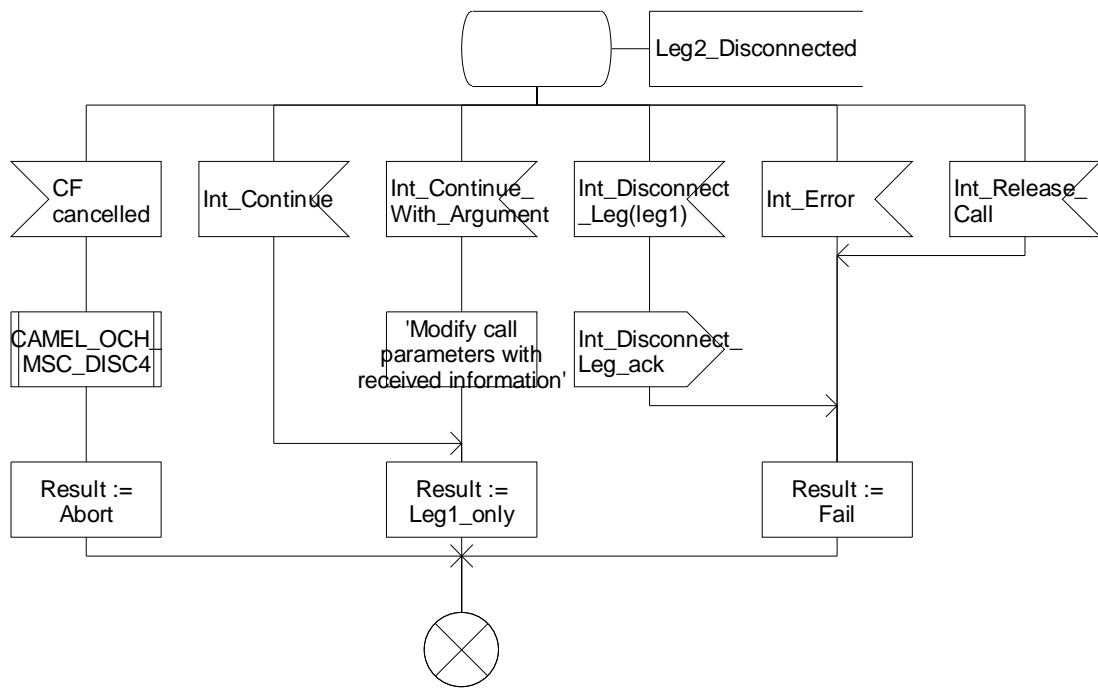 Leg2_Disconnected
CF
cancelled
Int_Continue
Int_Continue_
With_Argument
Int_Disconnect
_Leg(leg1)
Int_Error
Int_Release_
Call
CAMEL_OCH_
MSC_DISC4
'Modify call
parameters with
received information'
Int_Disconnect_
Leg_ack
Result :=
Abort
Result :=
Leg1_only
Result :=
Fail